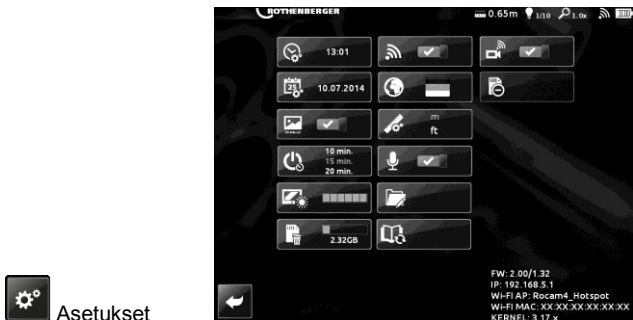 ROTHENBERGER
0.65m 1/10 1.0x
13:01
25 10.07.2014
m
ft
10 min.
15 min.
20 min.
2.32GB
FW: 2.00/1.32
IP: 192.168.5.1
Wi-Fi AP: Rocam4_Hotspot
Wi-Fi MAC: XX:XX:XX:XX:XX:XX
KERNEL: 3.17 x
Asetukset